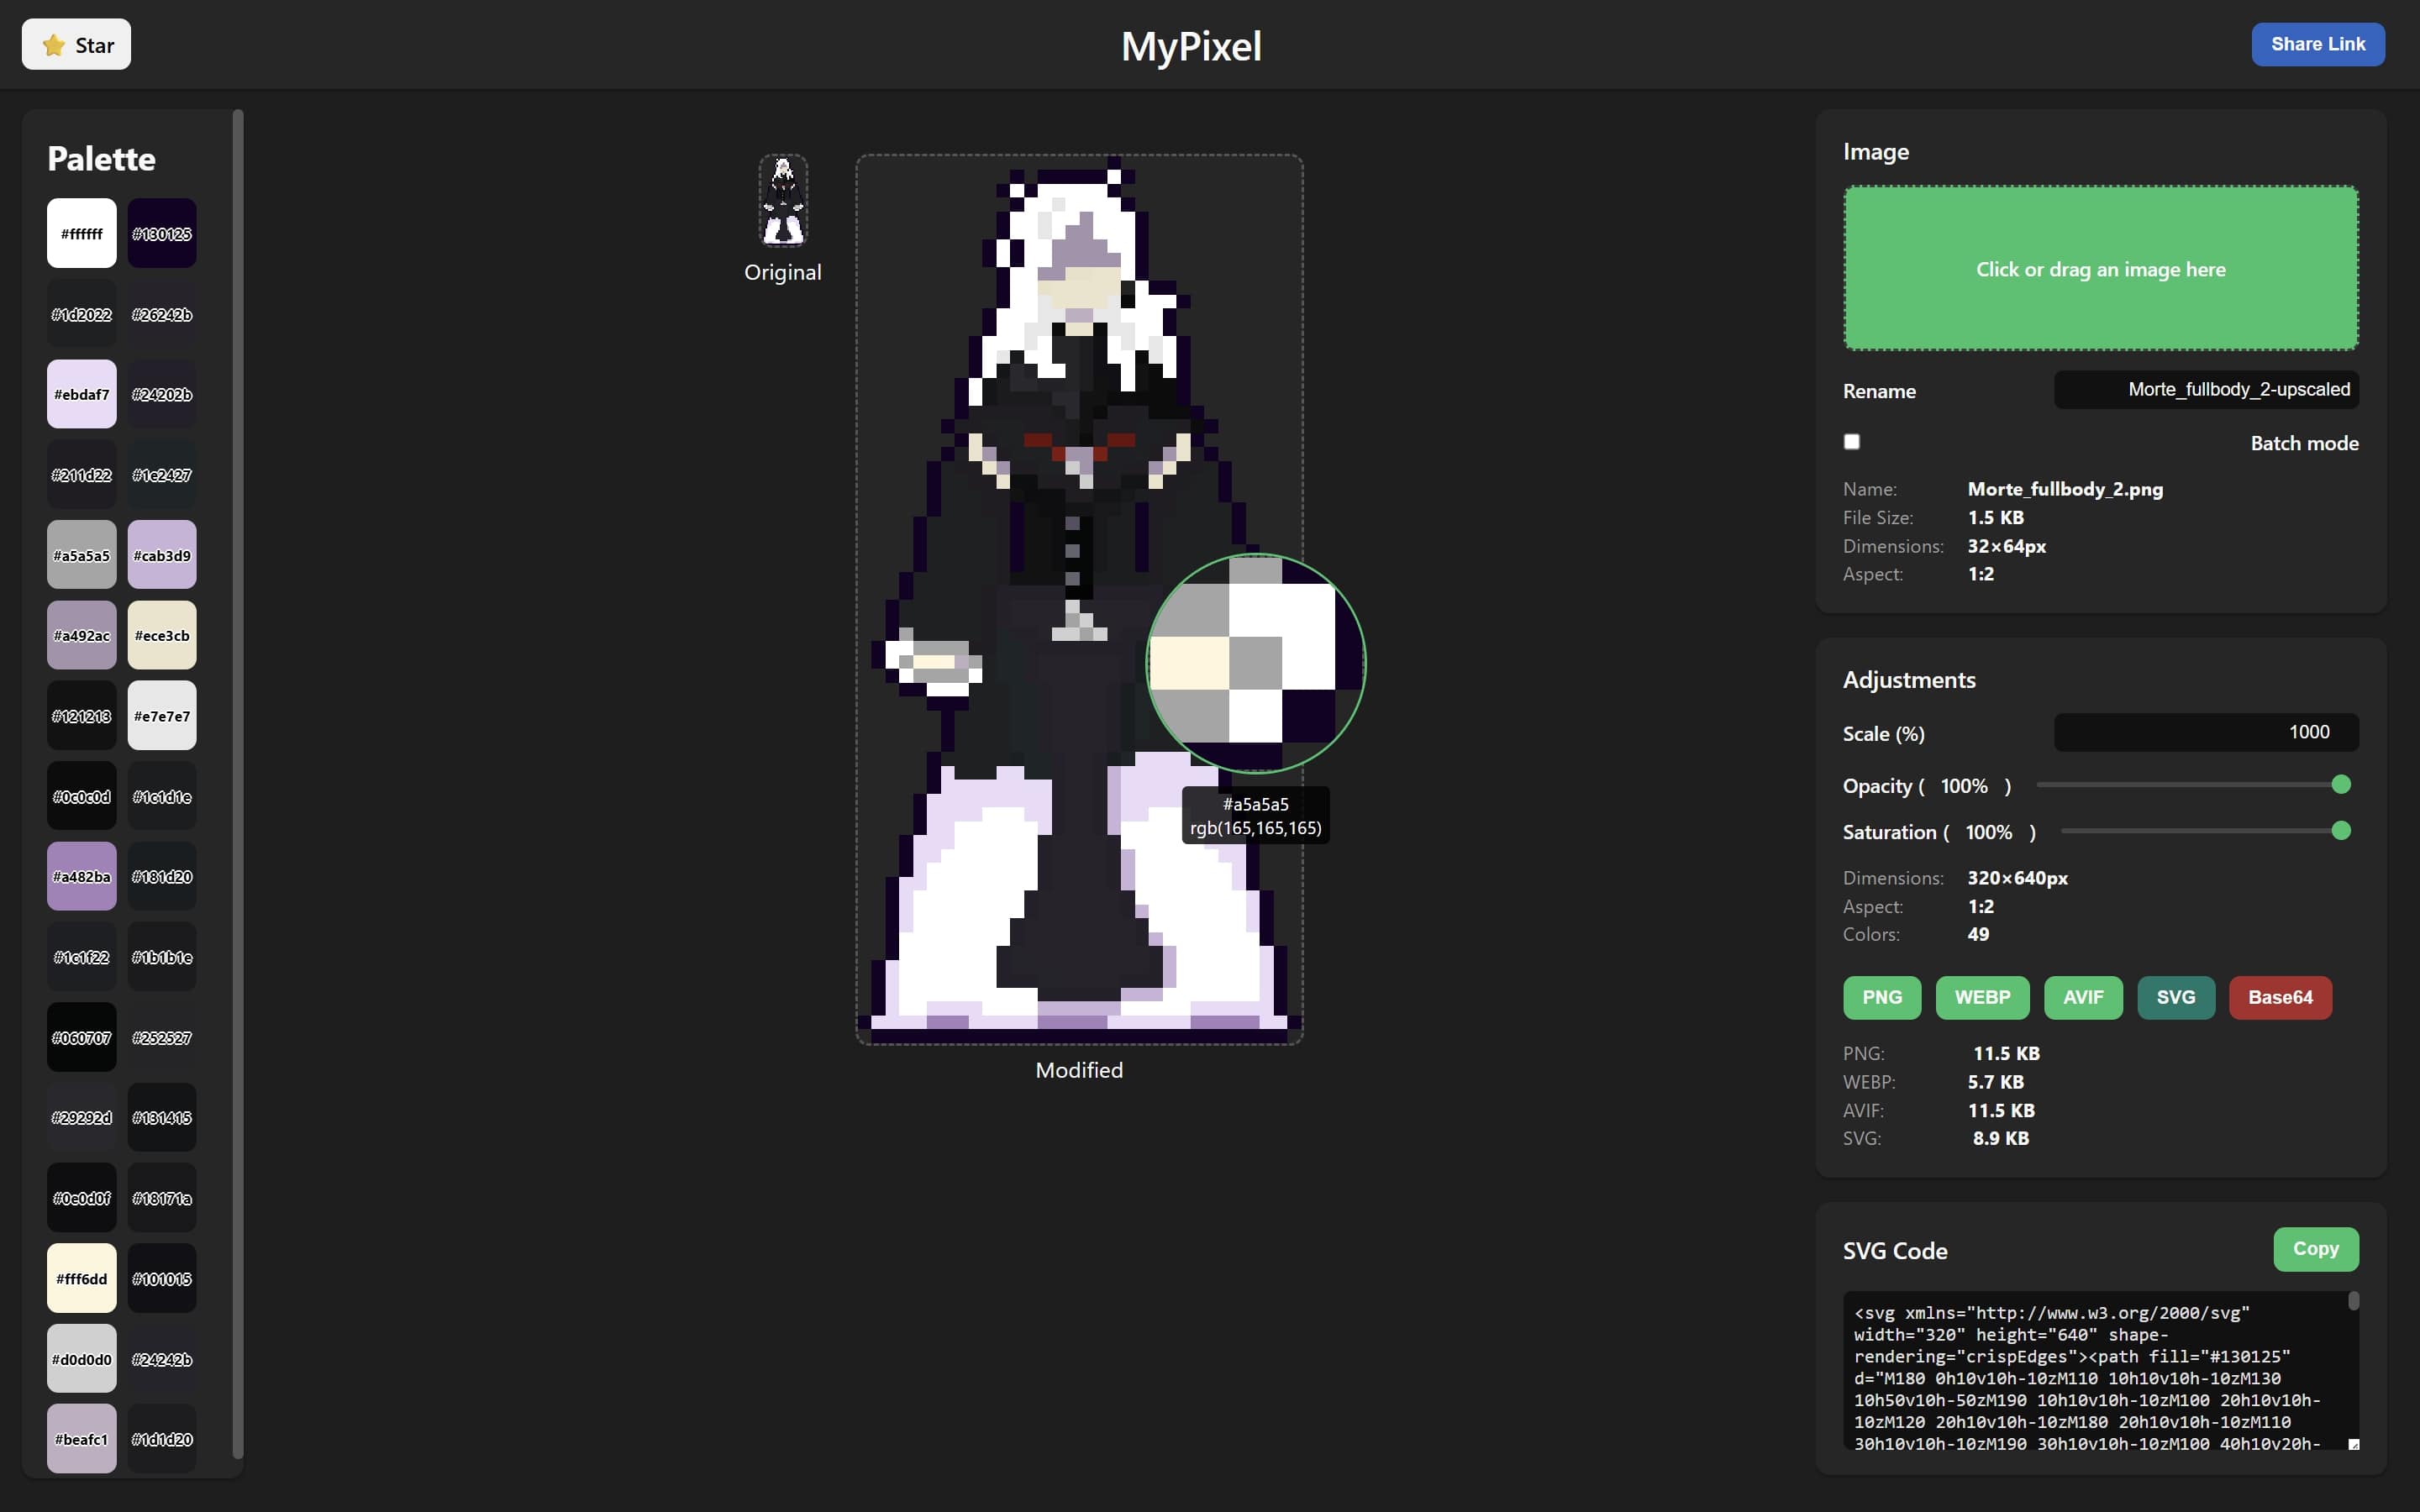 Star
MyPixel
Share Link
Palette
#ffffff
#130125
#1d2022
#26242b
#ebdaf7
#24202b
#211d22
#1e2427
#a5a5a5
#cab3d9
#a492ac
#ece3cb
#121213
#e7e7e7
#0c0c0d
#1c1d1e
#a482ba
#181d20
#1c1f22
#1b1b1e
#060707
#252527
#29292d
#131415
#0e0d0f
#18171a
#fff6dd
#101015
#d0d0d0
#24242b
#beafc1
#1d1d20
Original
Modified
#a5a5a5
rgb(165,165,165)
Image
Click or drag an image here
Rename Morte_fullbody_2-upscaled
Batch mode
Name: Morte_fullbody_2.png
File Size: 1.5 KB
Dimensions: 32×64px
Aspect: 1:2
Adjustments
Scale (%) 1000
Opacity ( 100% )
Saturation ( 100% )
Dimensions: 320×640px
Aspect: 1:2
Colors: 49
PNG WEBP AVIF SVG Base64
PNG: 11.5 KB
WEBP: 5.7 KB
AVIF: 11.5 KB
SVG: 8.9 KB
SVG Code
Copy
<svg xmlns="http://www.w3.org/2000/svg"
width="320" height="640" shape-
rendering="crispEdges"><path fill="#130125"
d="M180 0h10v10h-10zM110 10h10v10h-10zM130
10h50v10h-50zM190 10h10v10h-10zM100 20h10v10h-
10zM120 20h10v10h-10zM180 20h10v10h-10zM110
30h10v10h-10zM190 30h10v10h-10zM100 40h10v20h-